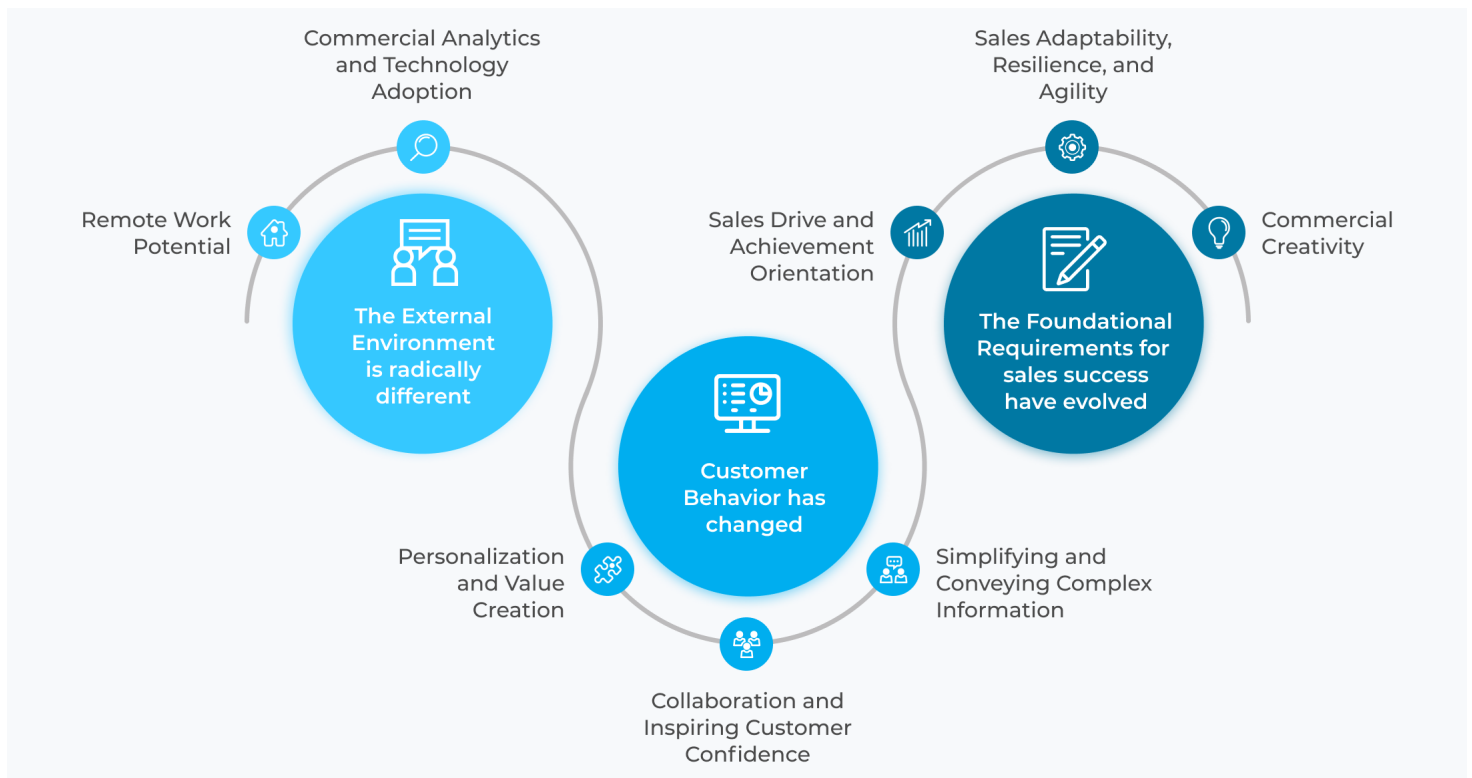 Commercial Analytics
and Technology
Adoption
Remote Work
Potential
The External
Environment
is radically
different
Personalization
and Value
Creation
Customer
Behavior has
changed
Collaboration and
Inspiring Customer
Confidence
Simplifying and
Conveying Complex
Information
Sales Drive and
Achievement
Orientation
Sales Adaptability,
Resilience, and
Agility
The Foundational
Requirements for
sales success
have evolved
Commercial
Creativity